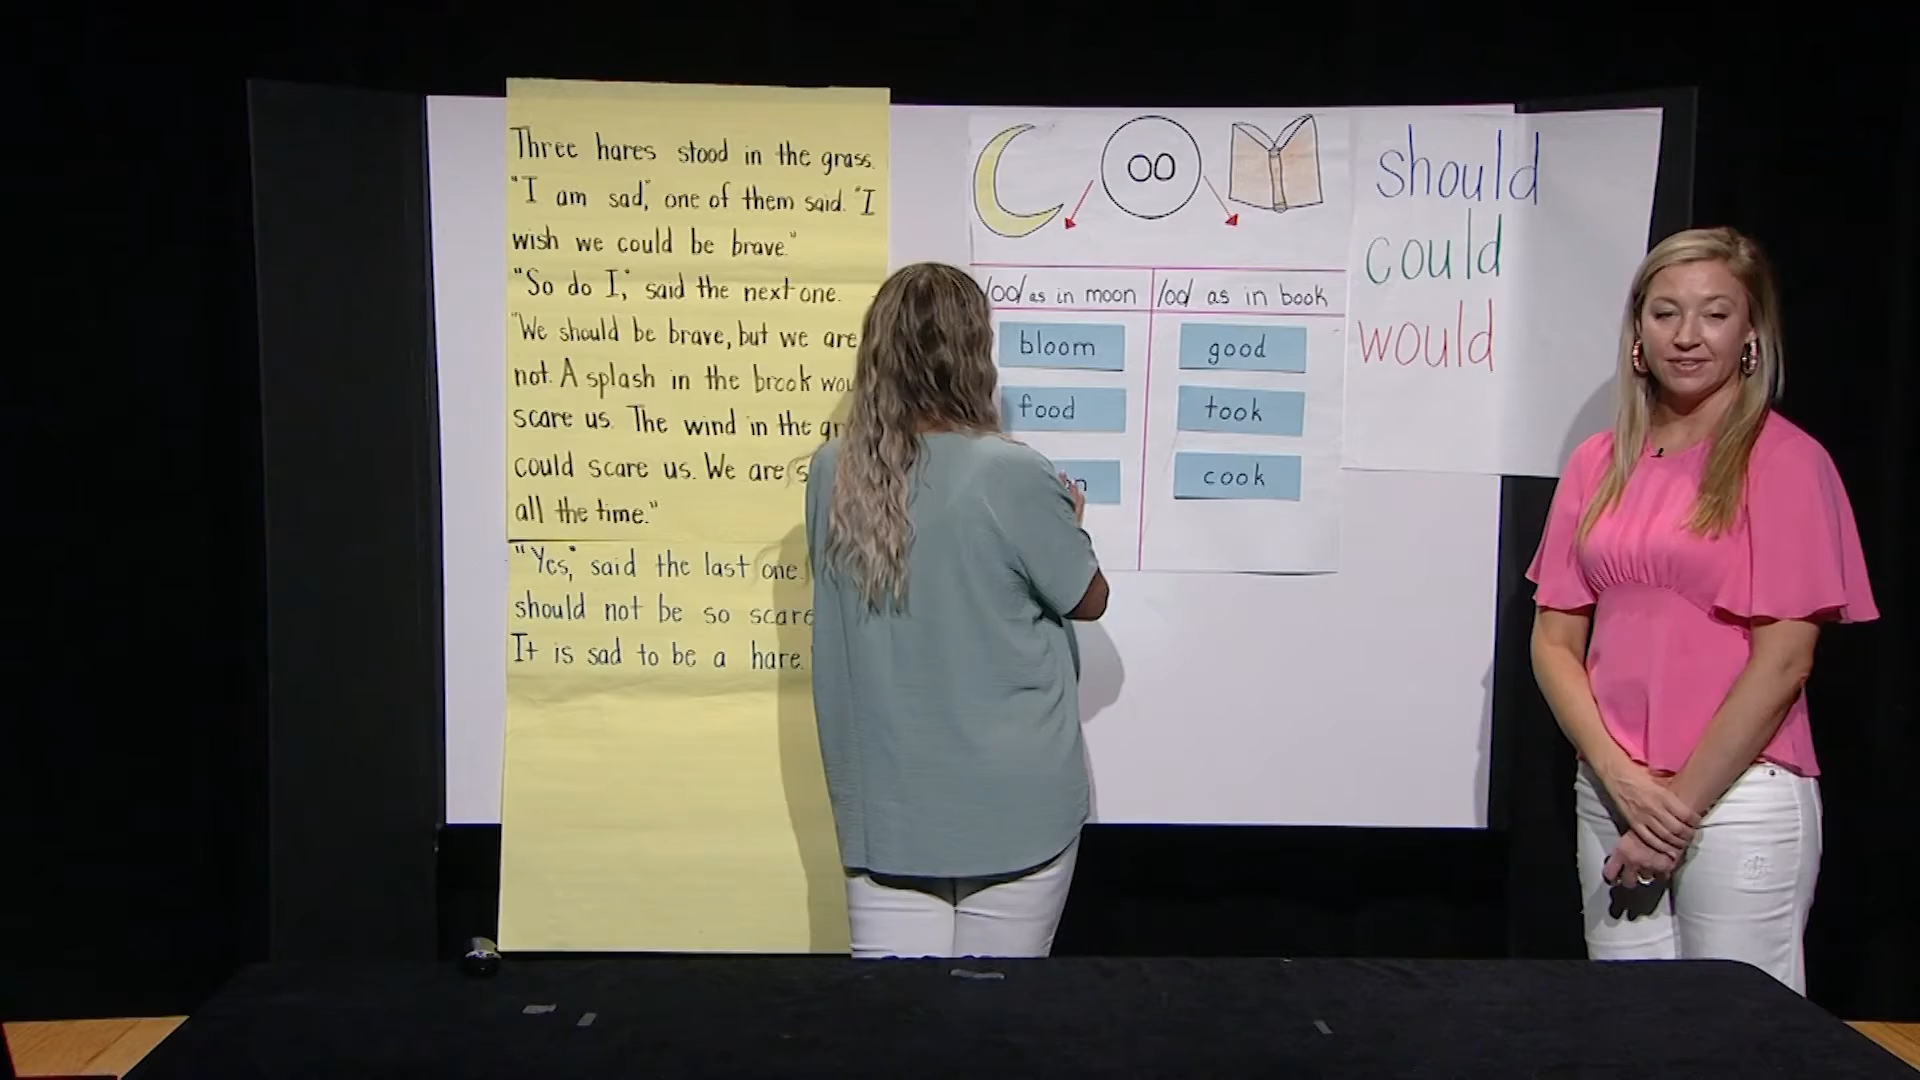 Three hares stood in the grass.
"I am sad," one of them said. "I
wish we could be brave."
"So do I," said the next one.
"We should be brave, but we are
not. A splash in the brook
scare us. The wind in the
could scare us. We are
all the time."
"Yes," said the last one.
should not be so
It is sad to be a hare.
OO
/oo/ as in moon
/oo/ as in book
bloom
good
food
took
cook
should
could
would